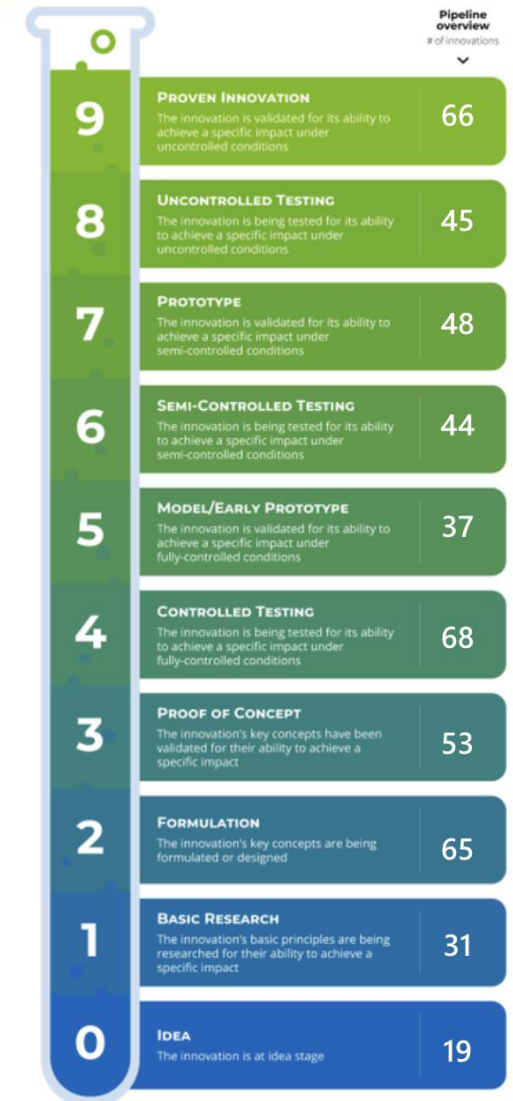 Pipeline
overview
# of innovations
9
PROVEN INNOVATION
The innovation is validated for its ability to
achieve a specific impact under
uncontrolled conditions
66
8
UNCONTROLLED TESTING
The innovation is being tested for its ability
to achieve a specific impact under
uncontrolled conditions
45
7
PROTOTYPE
The innovation is validated for its ability to
achieve a specific impact under
semi-controlled conditions
48
6
SEMI-CONTROLLED TESTING
The innovation is being tested for its ability
to achieve a specific impact under
semi-controlled conditions
44
5
MODEL/EARLY PROTOTYPE
The innovation is validated for its ability to
achieve a specific impact under
fully-controlled conditions
37
4
CONTROLLED TESTING
The innovation is being tested for its ability
to achieve a specific impact under
fully-controlled conditions
68
3
PROOF OF CONCEPT
The innovation's key concepts have been
validated for their ability to achieve a
specific impact
53
2
FORMULATION
The innovation's key concepts are being
formulated or designed
65
1
BASIC RESEARCH
The innovation's basic principles are being
researched for their ability to achieve a
specific impact
31
0
IDEA
The innovation is at idea stage
19